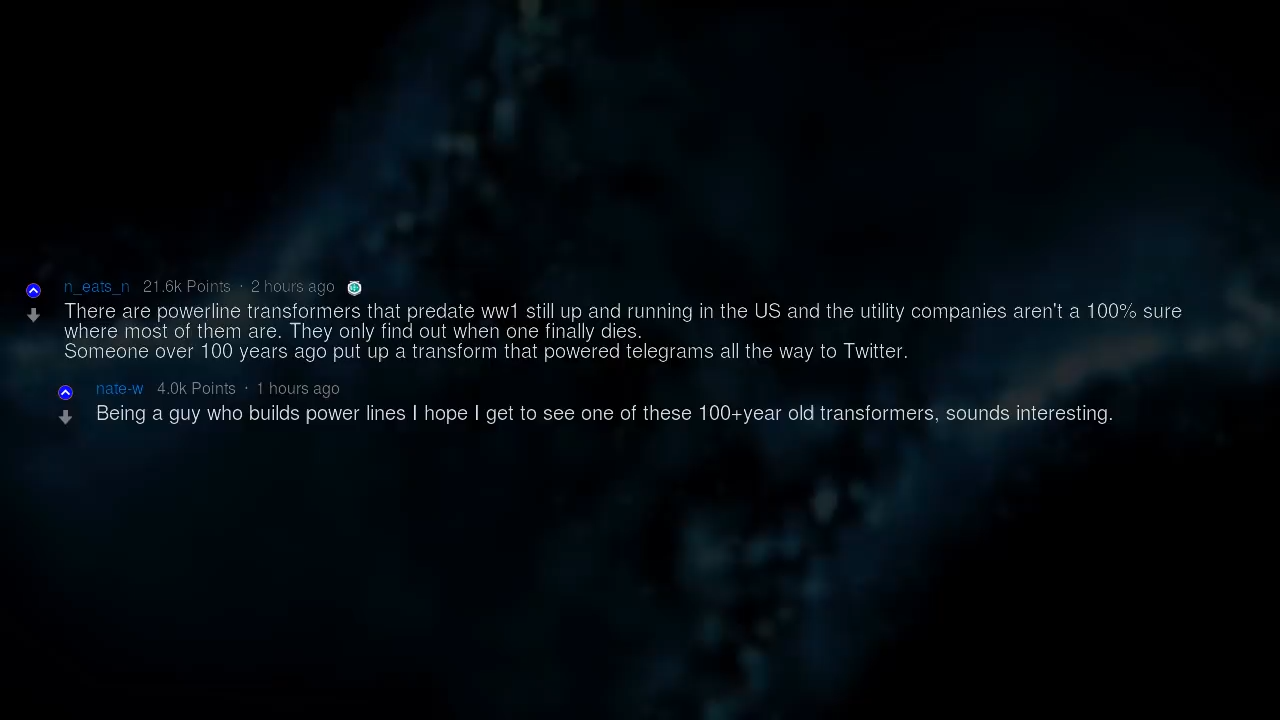 n_eats_n 21.6k Points · 2 hours ago
There are powerline transformers that predate ww1 still up and running in the US and the utility companies aren't a 100% sure
where most of them are. They only find out when one finally dies.
Someone over 100 years ago put up a transform that powered telegrams all the way to Twitter.
nate-w 4.0k Points · 1 hours ago
Being a guy who builds power lines I hope I get to see one of these 100+year old transformers, sounds interesting.